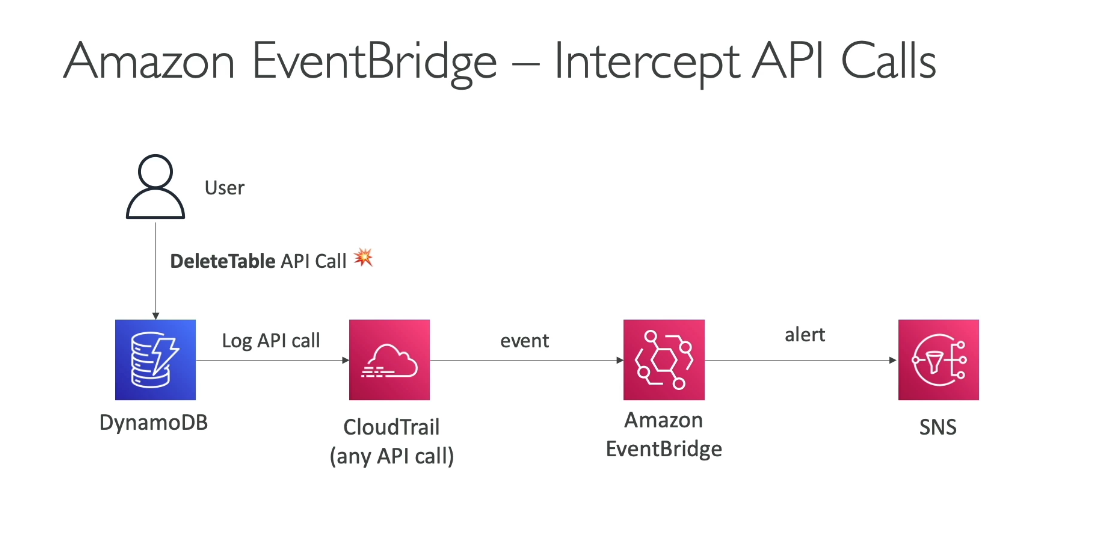 Amazon EventBridge – Intercept API Calls
User
DeleteTable API Call
Log API call
event
alert
DynamoDB
CloudTrail
(any API call)
Amazon
EventBridge
SNS